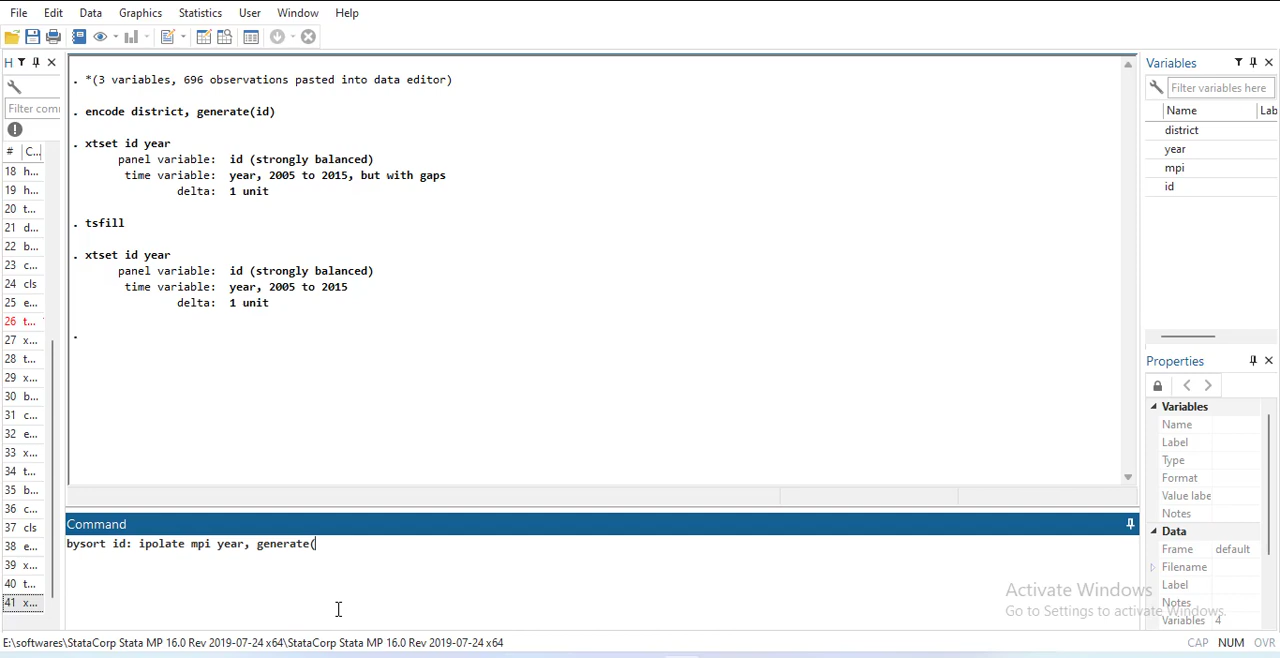 File Edit Data Graphics Statistics User Window Help
H
Filter com
# C...
18 h...
19 h...
20 t...
21 d...
22 b...
23 c...
24 cls
25 e...
26 t...
27 x...
28 t...
29 x...
30 b...
31 c...
32 e...
33 x...
34 t...
35 b...
36 c...
37 cls
38 e...
39 x...
40 t...
41 x...
. *(3 variables, 696 observations pasted into data editor)
. encode district, generate(id)
. xtset id year
panel variable: id (strongly balanced)
time variable: year, 2005 to 2015, but with gaps
delta: 1 unit
. tsfill
. xtset id year
panel variable: id (strongly balanced)
time variable: year, 2005 to 2015
delta: 1 unit
.
Command
bysort id: ipolate mpi year, generate(
Variables
Filter variables here
Name Lab
district
year
mpi
id
Properties
Variables
Name
Label
Type
Format
Value labe
Notes
Data
Frame default
Filename
Label
Notes
Variables 4
Activate Windows
Go to Settings to activate Windows.
E:\softwares\StataCorp Stata MP 16.0 Rev 2019-07-24 x64\StataCorp Stata MP 16.0 Rev 2019-07-24 x64
CAP NUM OVR